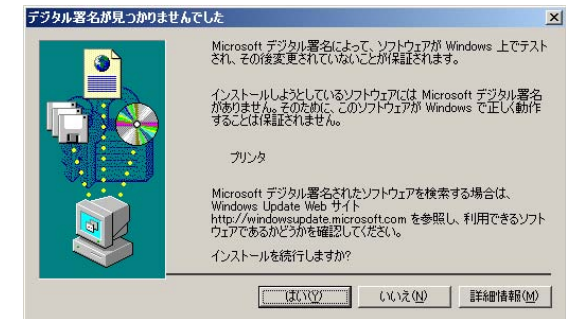 デジタル署名が見つかりませんでした
Microsoft デジタル署名によって、ソフトウェアが Windows 上でテスト
され、その後変更されていないことが保証されます。
インストールしようとしているソフトウェアには Microsoft デジタル署名
がありません。そのために、このソフトウェアが Windows で正しく動作
することは保証されません。
プリンタ
Microsoft デジタル署名されたソフトウェアを検索する場合は、
Windows Update Web サイト
http://windowsupdate.microsoft.com を参照し、利用できるソフト
ウェアであるかどうかを確認してください。
インストールを続行しますか?
はい(Y) いいえ(N) 詳細情報(M)